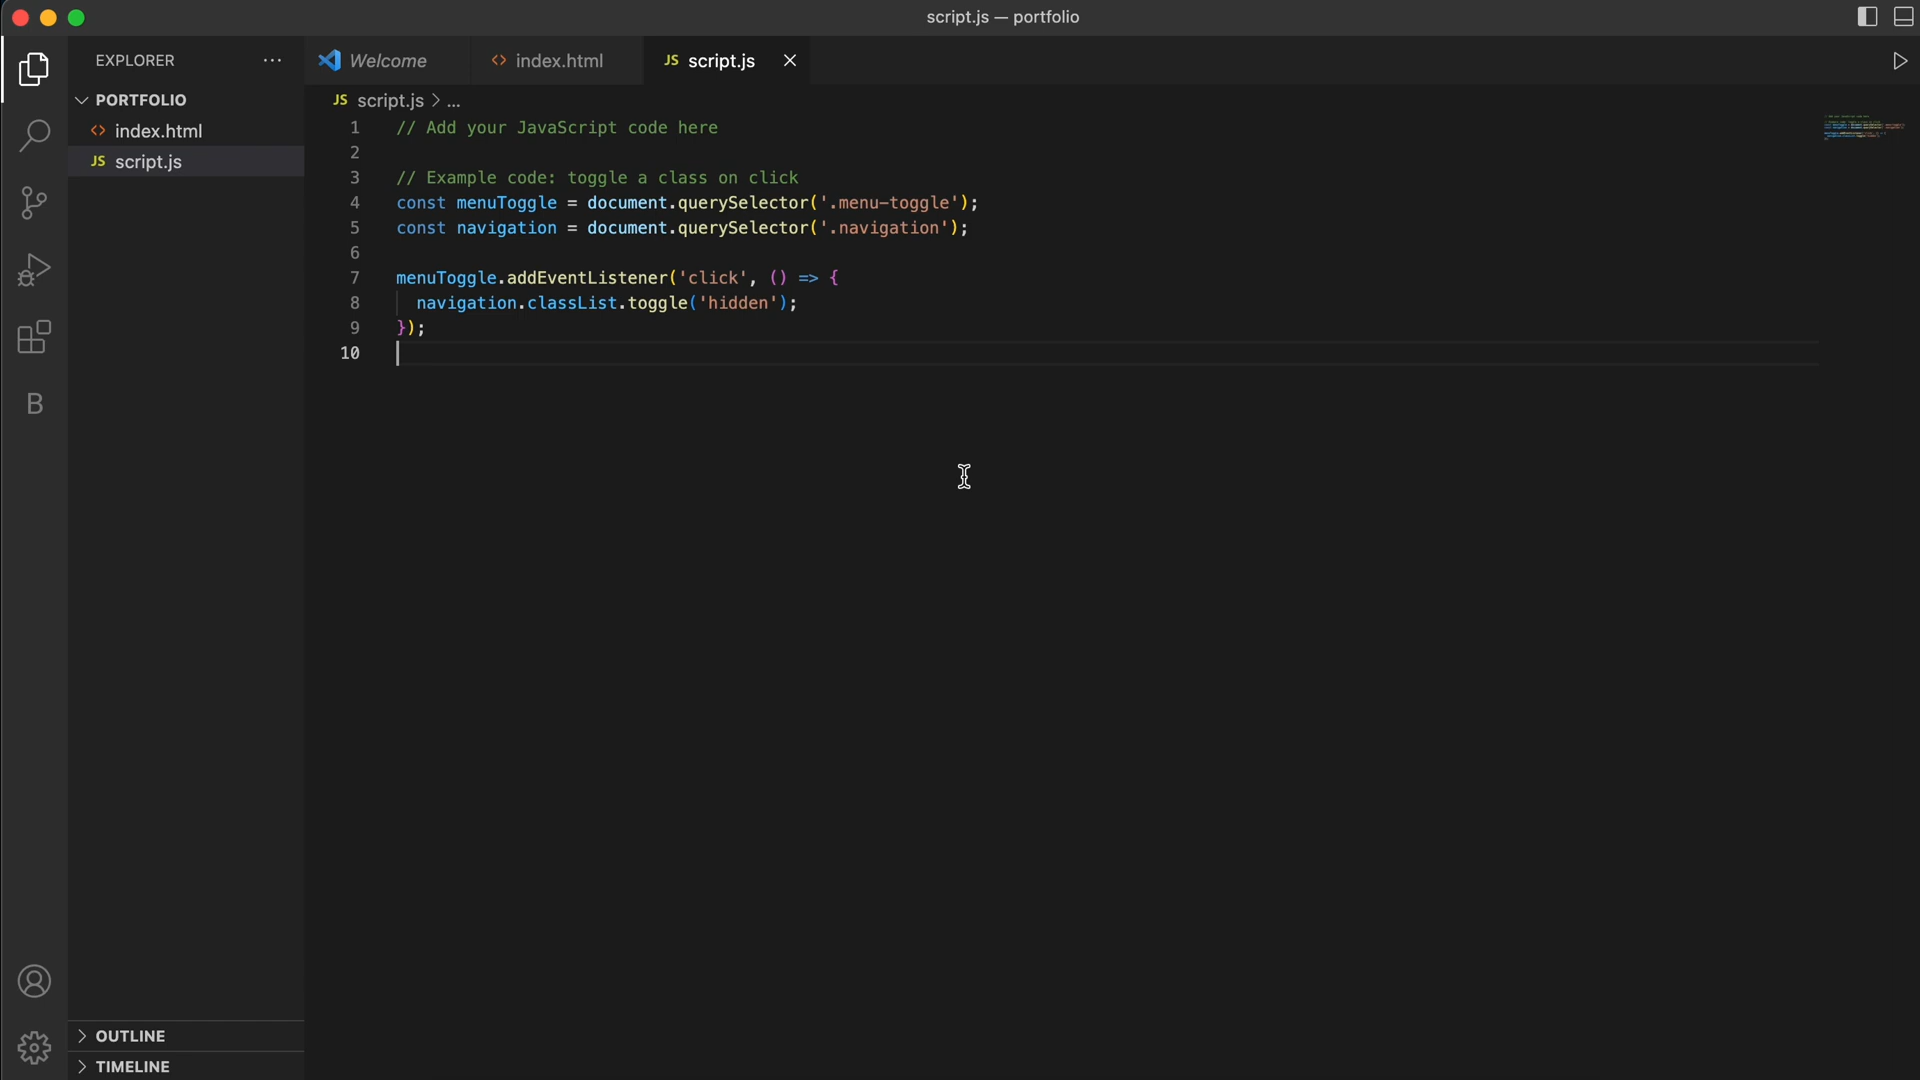 script.js — portfolio
EXPLORER ...
Welcome
<> index.html
JS script.js
PORTFOLIO
<> index.html
JS script.js
JS script.js > ...
1 // Add your JavaScript code here
2
3 // Example code: toggle a class on click
4 const menuToggle = document.querySelector('.menu-toggle');
5 const navigation = document.querySelector('.navigation');
6
7 menuToggle.addEventListener('click', () => {
8 navigation.classList.toggle('hidden');
9 });
10
B
OUTLINE
TIMELINE